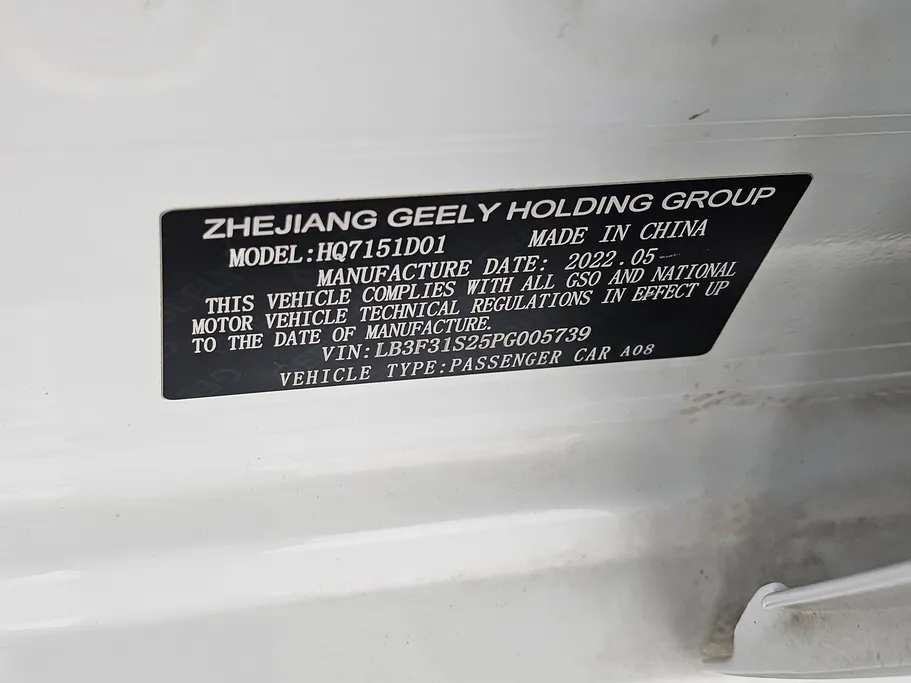 ZHEJIANG GEELY HOLDING GROUP
MODEL:HQ7151D01 MADE IN CHINA
MANUFACTURE DATE: 2022.05
THIS VEHICLE COMPLIES WITH ALL GSO AND NATIONAL
MOTOR VEHICLE TECHNICAL REGULATIONS IN EFFECT UP
TO THE DATE OF MANUFACTURE.
VIN:LB3F31S25PG005739
VEHICLE TYPE:PASSENGER CAR A08